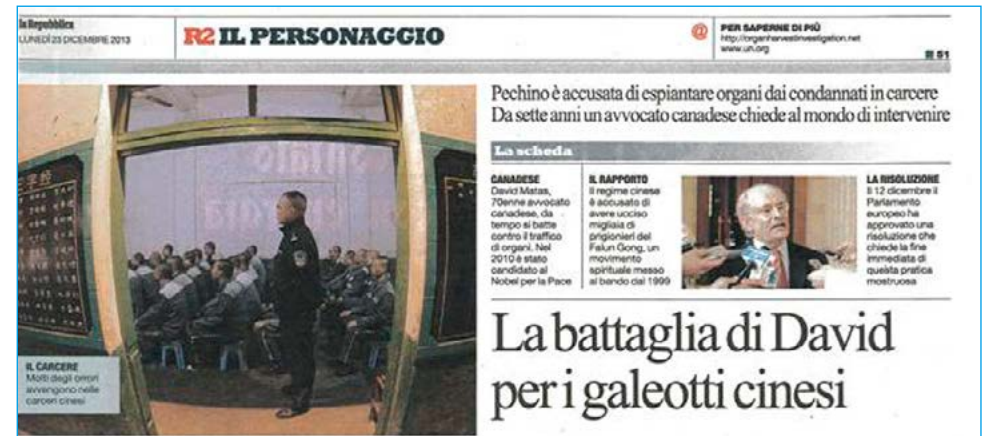 la Repubblica
LUNEDÌ 23 DICEMBRE 2013
R2 IL PERSONAGGIO
@
PER SAPERNE DI PIÙ
http://organharvestinvestigation.net
www.un.org
51
Pechino è accusata di espiantare organi dai condannati in carcere
Da sette anni un avvocato canadese chiede al mondo di intervenire
La scheda
CANADESE
David Matas,
70enne avvocato
canadese, da
tempo si batte
contro il traffico
di organi. Nel
2010 è stato
candidato al
Nobel per la Pace
IL RAPPORTO
Il regime cinese
è accusato di
avere ucciso
migliaia di
prigionieri del
Falun Gong, un
movimento
spirituale messo
al bando dal 1999
LA RISOLUZIONE
Il 12 dicembre il
Parlamento
europeo ha
approvato una
risoluzione che
chiede la fine
immediata di
questa pratica
mostruosa
La battaglia di David
per i galeotti cinesi
IL CARCERE
Molti degli orrori
avvengono nelle
carceri cinesi